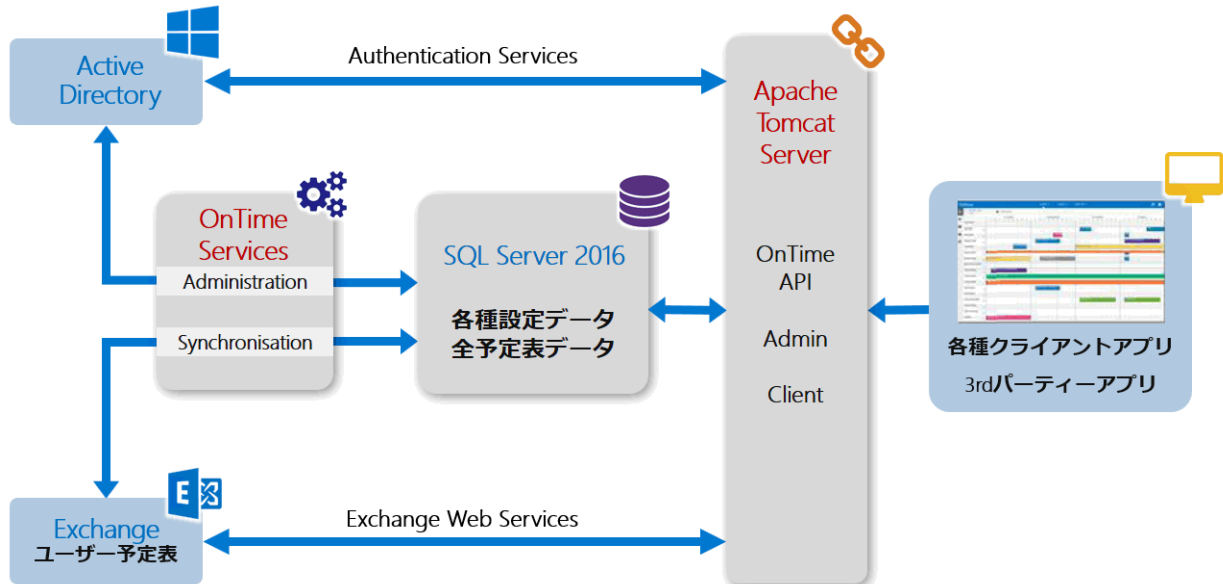 Active
Directory
Authentication Services
Apache
Tomcat
Server
OnTime
Services
Administration
Synchronisation
SQL Server 2016
各種設定データ
全予定表データ
OnTime
API
Admin
Client
各種クライアントアプリ
3rdパーティーアプリ
Exchange
ユーザー予定表
Exchange Web Services